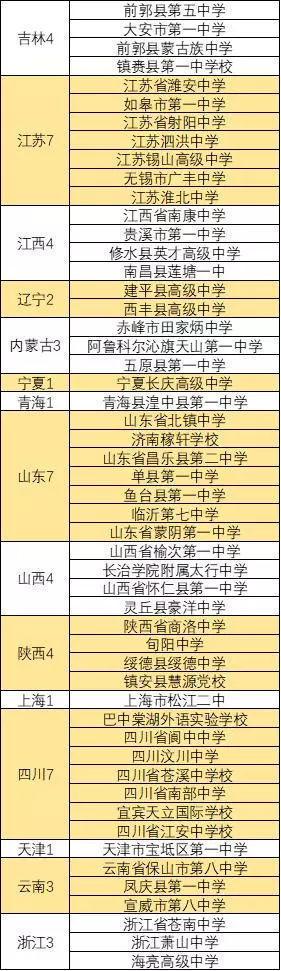 吉林4
前郭县第五中学
大安市第一中学
前郭县蒙古族中学
镇赉县第一中学校
江苏7
江苏省潍安中学
如皋市第一中学
江苏省射阳中学
江苏泗洪中学
江苏锡山高级中学
无锡市广丰中学
江苏淮北中学
江西4
江西省南康中学
贵溪市第一中学
修水县英才高级中学
南昌县莲塘一中
辽宁2
建平县高级中学
西丰县高级中学
内蒙古3
赤峰市田家炳中学
阿鲁科尔沁旗天山第一中学
五原县第一中学
宁夏1
宁夏长庆高级中学
青海1
青海县湟中县第一中学
山东7
山东省北镇中学
济南稼轩学校
山东省昌乐县第二中学
单县第一中学
鱼台县第一中学
临沂第七中学
山东省蒙阴第一中学
山西4
山西省榆次第一中学
长治学院附属太行中学
山西省怀仁县第一中学
灵丘县豪洋中学
陕西4
陕西省商洛中学
旬阳中学
绥德县绥德中学
镇安县慧源党校
上海1
上海市松江二中
四川7
巴中棠湖外语实验学校
四川省阆中中学
四川汶川中学
四川省苍溪中学校
四川省南部中学
宜宾天立国际学校
四川省江安中学校
天津1
天津市宝坻区第一中学
云南3
云南省保山市第八中学
凤庆县第一中学
宣威市第八中学
浙江3
浙江省苍南中学
浙江萧山中学
海亮高级中学